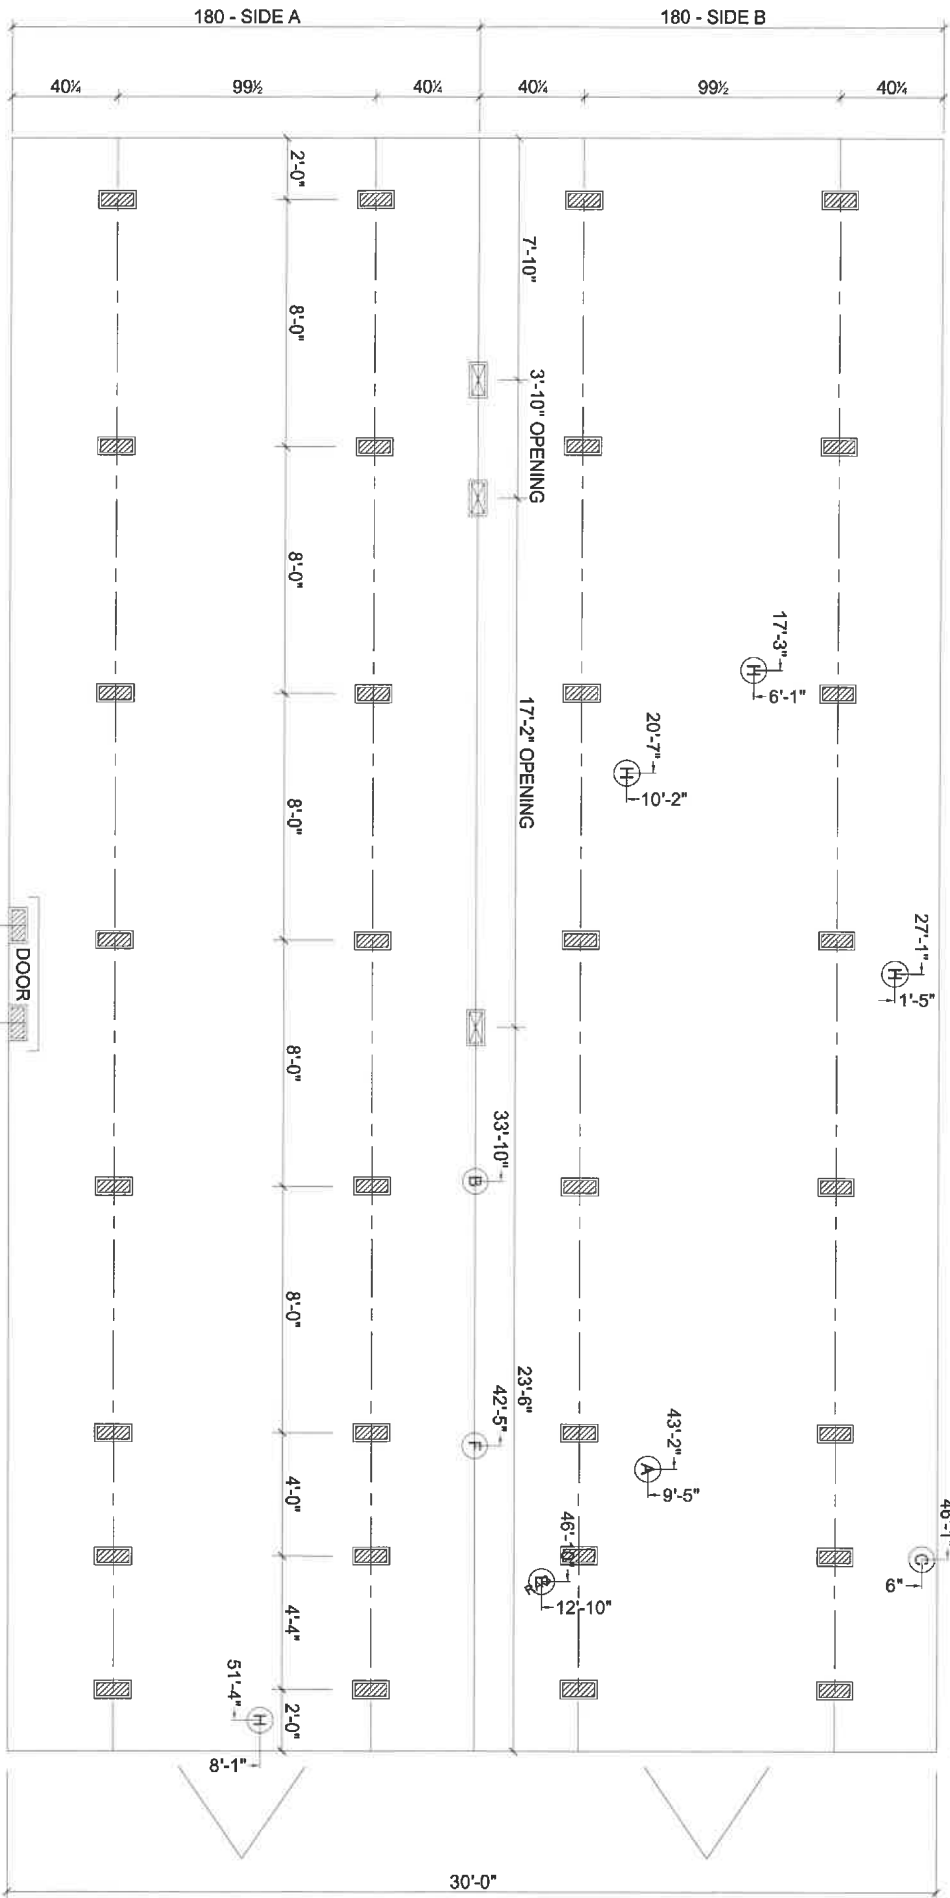 180 - SIDE A
180 - SIDE B
40¼
99½
40¼
40¼
99½
40¼
2'-0"
7'-10"
8'-0"
3'-10" OPENING
8'-0"
17'-3"
H
6'-1"
17'-2" OPENING
20'-7"
H
10'-2"
8'-0"
27'-1"
H
1'-5"
DOOR
8'-0"
33'-10"
B
8'-0"
23'-6"
42'-5"
F
43'-2"
A
9'-5"
4'-0"
C
6"
12'-10"
4'-4"
51'-4"
H
8'-1"
2'-0"
30'-0"